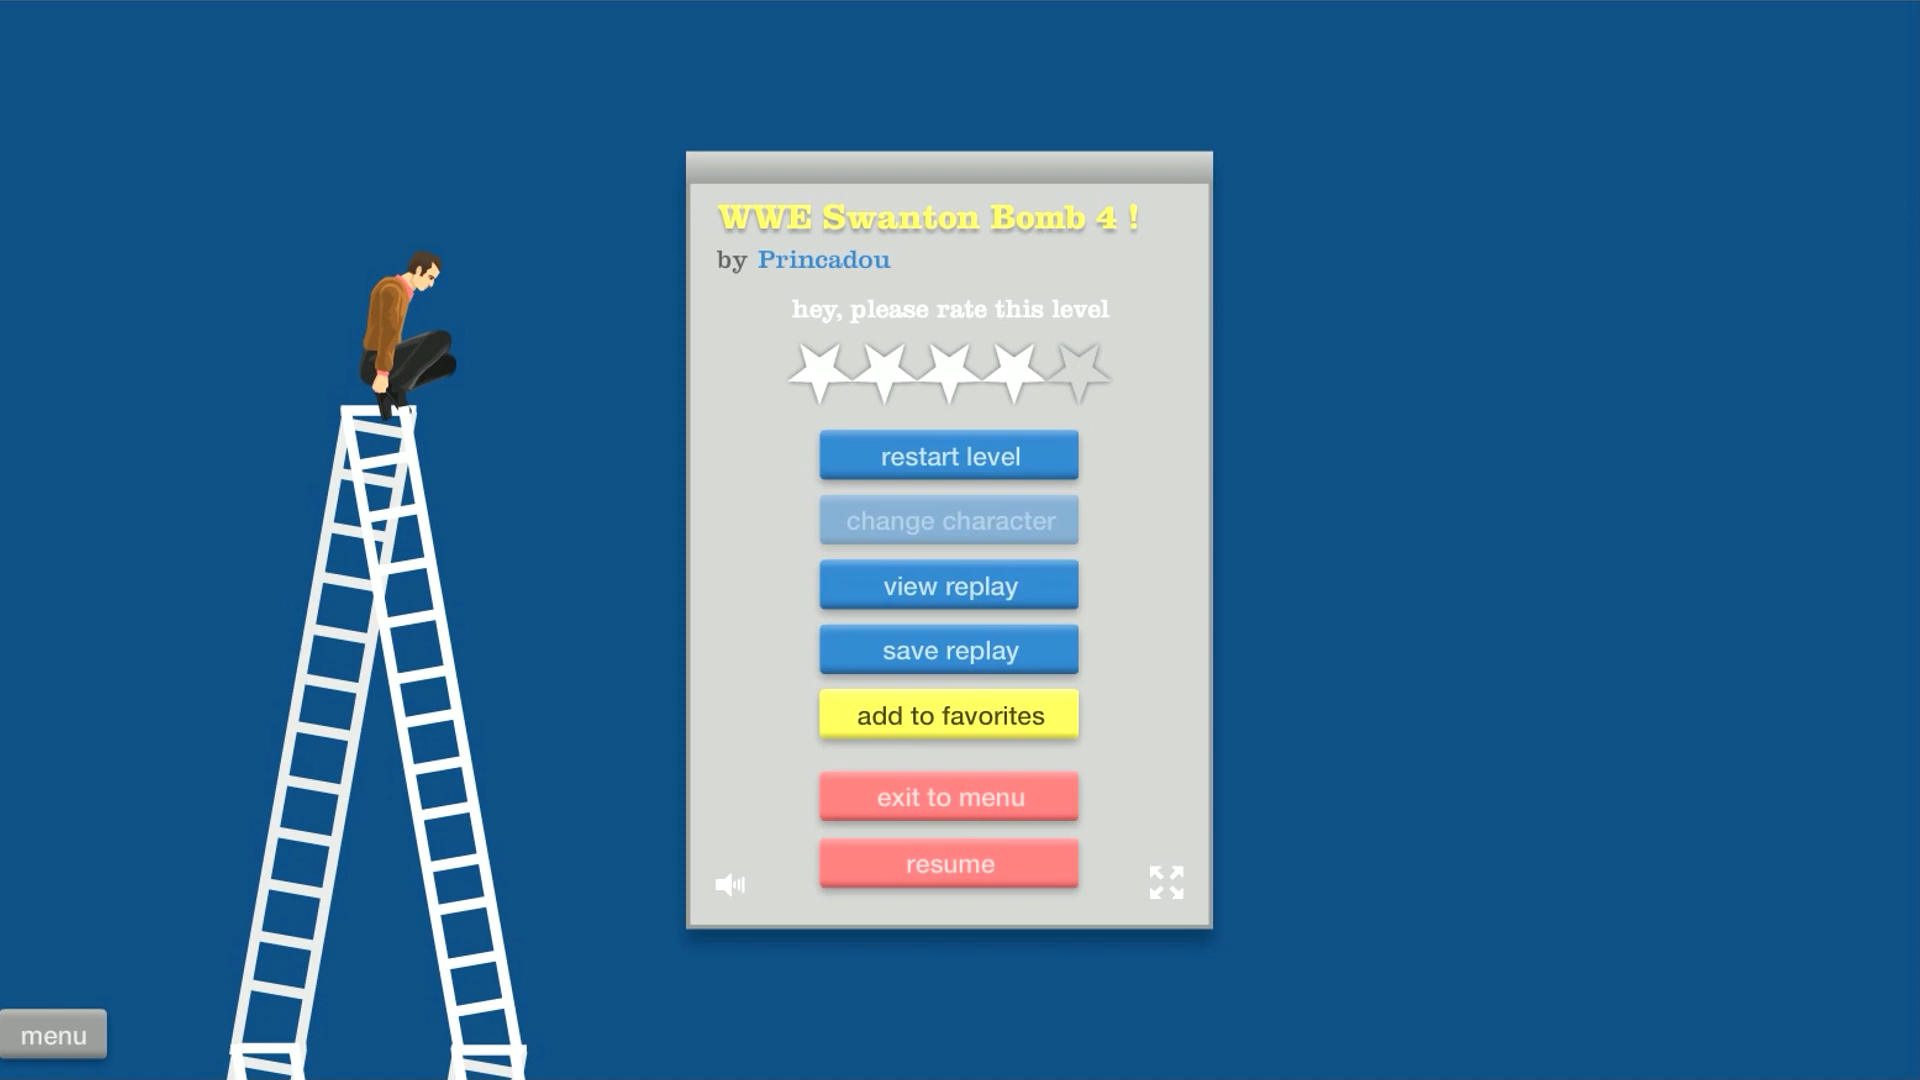 WWE Swanton Bomb 4 !
by Princadou
hey, please rate this level
restart level
change character
view replay
save replay
add to favorites
exit to menu
resume
menu